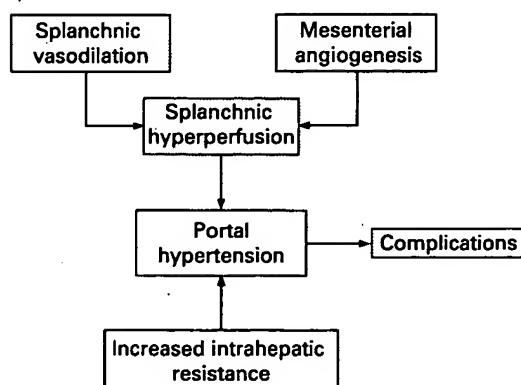 Splanchnic
vasodilation
Mesenterial
angiogenesis
Splanchnic
hyperperfusion
Portal
hypertension
Complications
Increased intrahepatic
resistance